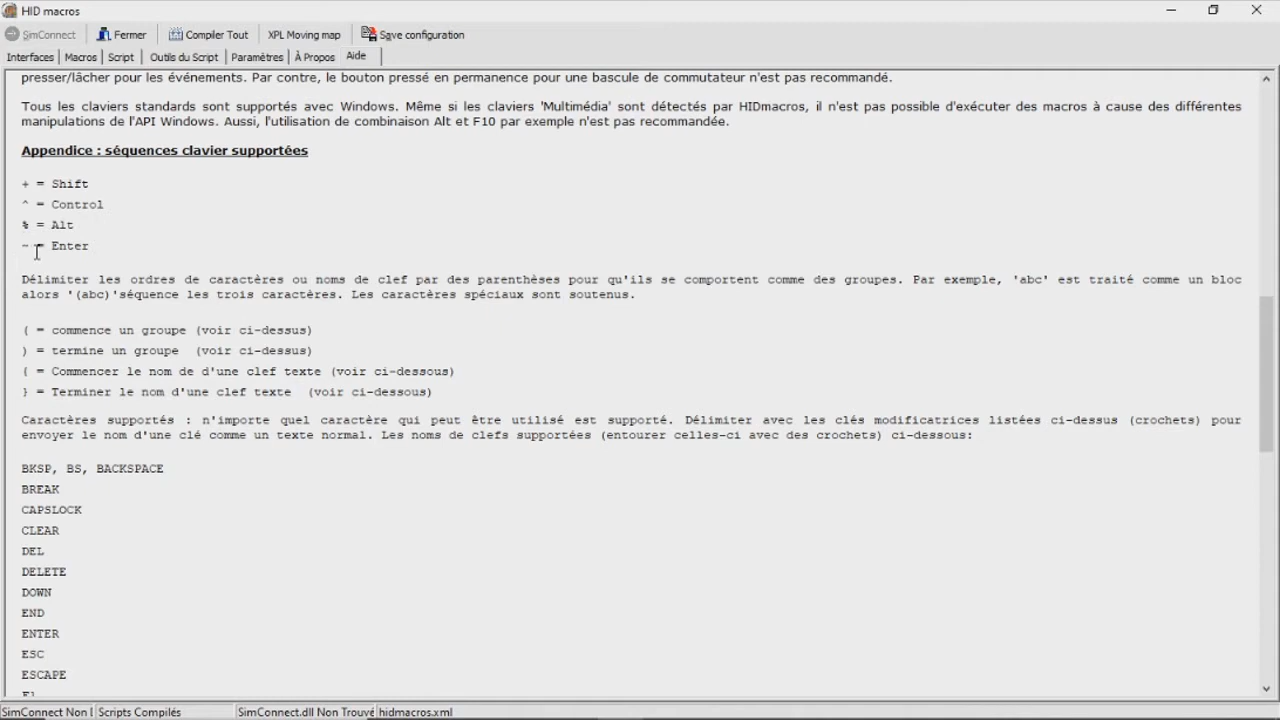 HID macros
SimConnect Fermer Compiler Tout XPL Moving map Save configuration
Interfaces Macros Script Outils du Script Paramètres À Propos Aide
presser/lâcher pour les événements. Par contre, le bouton pressé en permanence pour une bascule de commutateur n'est pas recommandé.
Tous les claviers standards sont supportés avec Windows. Même si les claviers 'Multimédia' sont détectés par HIDmacros, il n'est pas possible d'exécuter des macros à cause des différentes
manipulations de l'API Windows. Aussi, l'utilisation de combinaison Alt et F10 par exemple n'est pas recommandée.
Appendice : séquences clavier supportées
+ = Shift
^ = Control
% = Alt
~ = Enter
Délimiter les ordres de caractères ou noms de clef par des parenthèses pour qu'ils se comportent comme des groupes. Par exemple, 'abc' est traité comme un bloc
alors '(abc)'séquence les trois caractères. Les caractères spéciaux sont soutenus.
( = commence un groupe (voir ci-dessus)
) = termine un groupe (voir ci-dessus)
{ = Commencer le nom de d'une clef texte (voir ci-dessous)
} = Terminer le nom d'une clef texte (voir ci-dessous)
Caractères supportés : n'importe quel caractère qui peut être utilisé est supporté. Délimiter avec les clés modificatrices listées ci-dessus (crochets) pour
envoyer le nom d'une clé comme un texte normal. Les noms de clefs supportées (entourer celles-ci avec des crochets) ci-dessous:
BKSP, BS, BACKSPACE
BREAK
CAPSLOCK
CLEAR
DEL
DELETE
DOWN
END
ENTER
ESC
ESCAPE
F1
SimConnect Non Scripts Compilés SimConnect.dll Non Trouvé hidmacros.xml